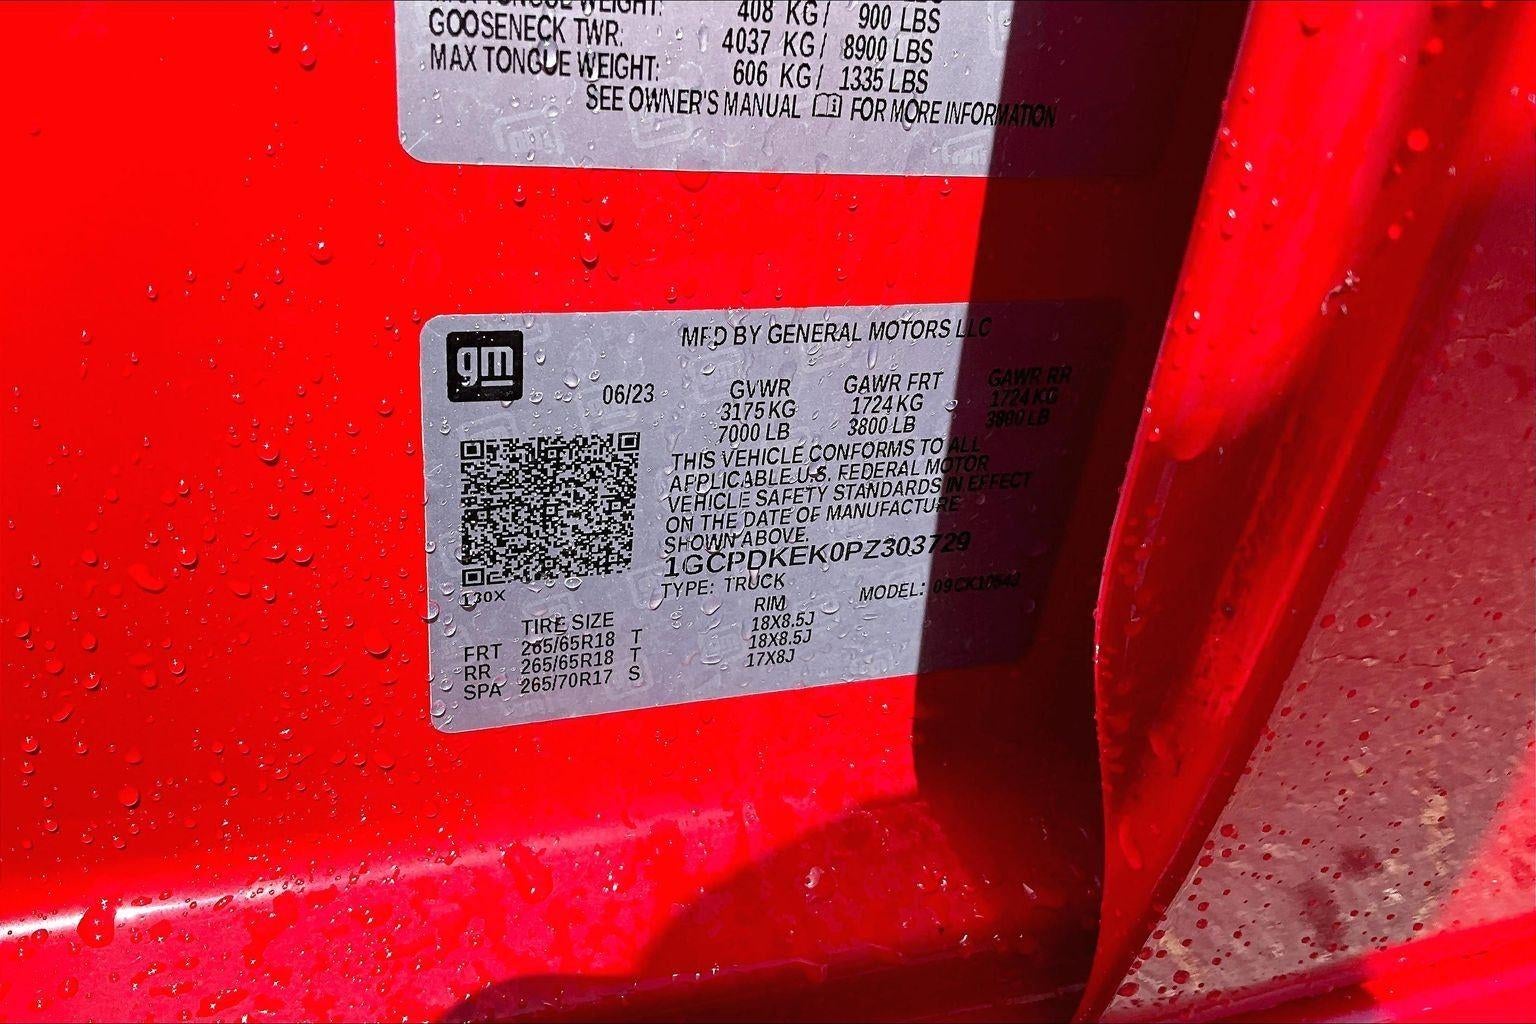 408 KG / 900 LBS
GOOSENECK TWR: 4037 KG / 8900 LBS
MAX TONGUE WEIGHT: 606 KG / 1335 LBS
SEE OWNER'S MANUAL FOR MORE INFORMATION
MFD BY GENERAL MOTORS LLC
gm
06/23
GVWR GAWR FRT GAWR RR
3175 KG 1724 KG 1724 KG
7000 LB 3800 LB 3800 LB
THIS VEHICLE CONFORMS TO ALL
APPLICABLE U.S. FEDERAL MOTOR
VEHICLE SAFETY STANDARDS IN EFFECT
ON THE DATE OF MANUFACTURE
SHOWN ABOVE.
1GCPDKEK0PZ303729
TYPE: TRUCK MODEL:
130X
TIRE SIZE RIM
FRT 265/65R18 T 18X8.5J
RR 265/65R18 T 18X8.5J
SPA 265/70R17 S 17X8J